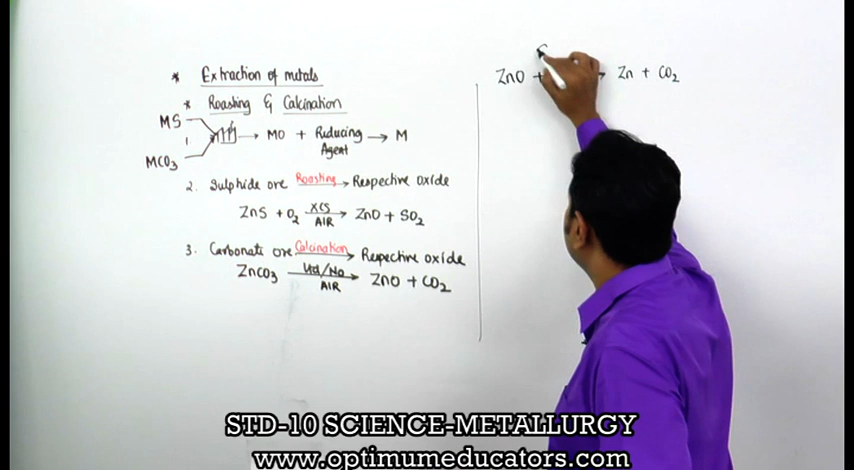 * Extraction of metals
* Roasting & Calcination
MS
MCO3
→ MO + Reducing Agent → M
2. Sulphide ore Roasting → Respective oxide
ZnS + O2 XCS AIR → ZnO + SO2
3. Carbonate ore Calcination → Respective oxide
ZnCO3 Ltd/No AIR → ZnO + CO2
ZnO + → Zn + CO2
STD-10 SCIENCE-METALLURGY
www.optimumeducators.com